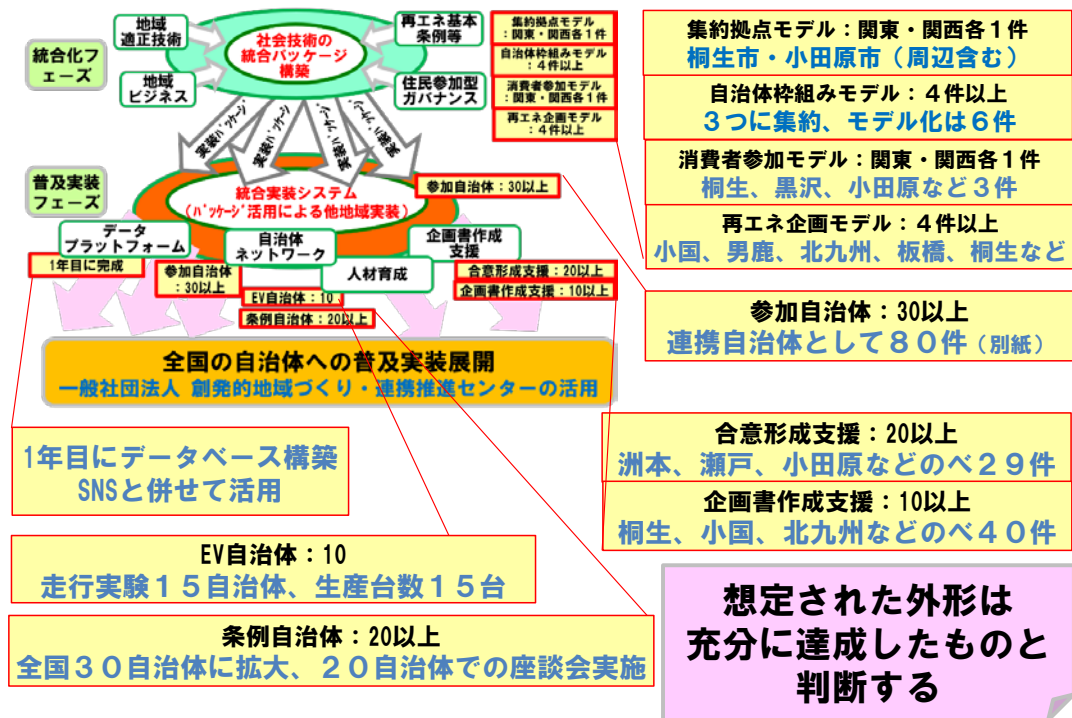 統合化フ
ェーズ
地域
適正技術
再エネ基本
条例等
社会技術の
統合パッケージ
構築
地域
ビジネス
住民参加型
ガバナンス
集約拠点モデル
：関東・関西各１件
自治体枠組みモデル
：４件以上
消費者参加モデル
：関東・関西各１件
再エネ企画モデル
：４件以上
実装ﾊﾟｯｹｰｼﾞ
実装ﾊﾟｯｹｰｼﾞ
実装ﾊﾟｯｹｰｼﾞ
実装ﾊﾟｯｹｰｼﾞ
普及実装
フェーズ
統合実装システム
（ﾊﾟｯｹｰｼﾞ活用による他地域実装）
参加自治体：30以上
データ
プラットフォーム
自治体
ネットワーク
企画書作成
支援
人材育成
1年目に完成
参加自治体
：30以上
EV自治体：10
条例自治体：20以上
合意形成支援：20以上
企画書作成支援：10以上
全国の自治体への普及実装展開
一般社団法人 創発的地域づくり・連携推進センターの活用
集約拠点モデル：関東・関西各１件
桐生市・小田原市（周辺含む）
自治体枠組みモデル：４件以上
３つに集約、モデル化は６件
消費者参加モデル：関東・関西各１件
桐生、黒沢、小田原など３件
再エネ企画モデル：４件以上
小国、男鹿、北九州、板橋、桐生など
参加自治体：30以上
連携自治体として８０件（別紙）
1年目にデータベース構築
SNSと併せて活用
合意形成支援：20以上
洲本、瀬戸、小田原などのべ２９件
企画書作成支援：10以上
桐生、小国、北九州などのべ４０件
EV自治体：10
走行実験１５自治体、生産台数１５台
条例自治体：20以上
全国３０自治体に拡大、２０自治体での座談会実施
想定された外形は
充分に達成したものと
判断する